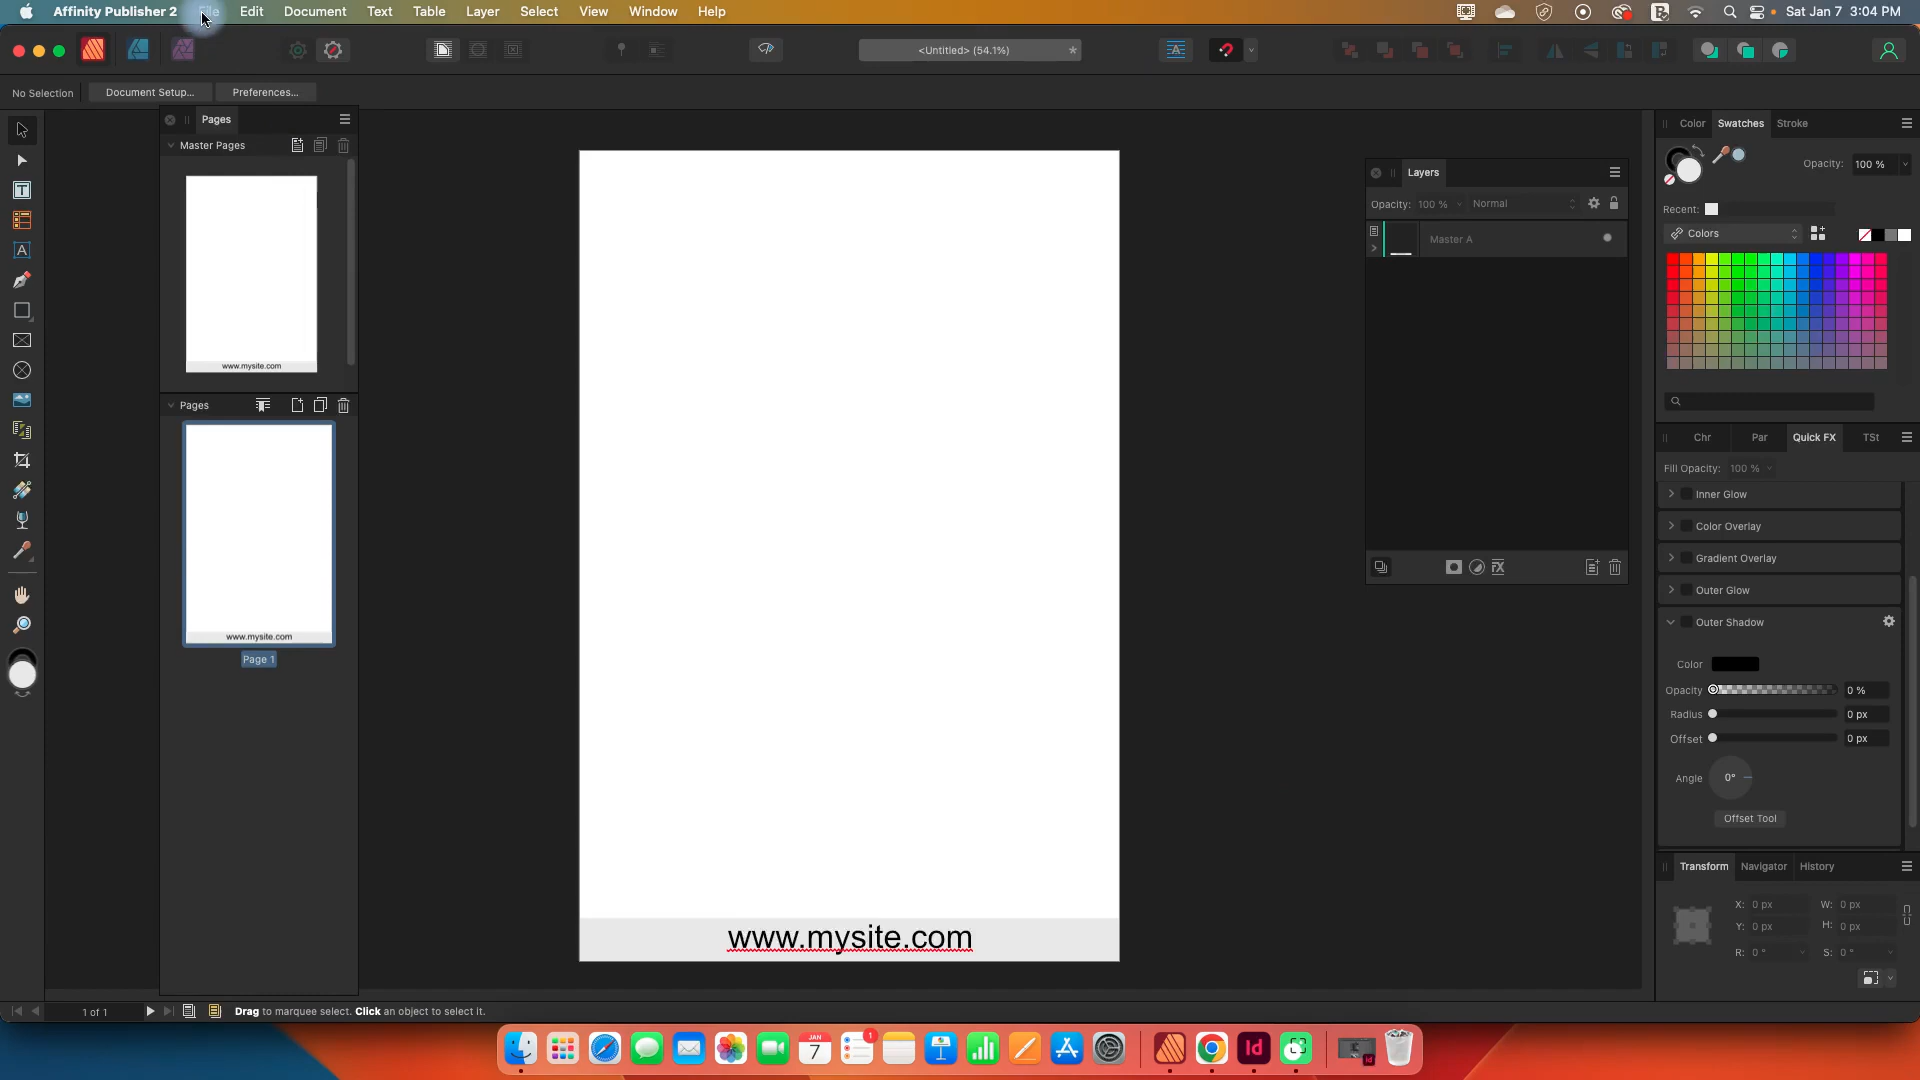 Affinity Publisher 2 File Edit Document Text Table Layer Select View Window Help Sat Jan 7 3:04 PM
<Untitled> (54.1%) *
No Selection Document Setup... Preferences...
Pages
Master Pages
www.mysite.com
Pages
www.mysite.com
Page 1
www.mysite.com
Layers
Opacity: 100 % Normal
Master A
Color Swatches Stroke
Opacity: 100 %
Recent:
Colors
Chr Par Quick FX TSt
Fill Opacity: 100 %
Inner Glow
Color Overlay
Gradient Overlay
Outer Glow
Outer Shadow
Color
Opacity 0 %
Radius 0 px
Offset 0 px
Angle 0°
Offset Tool
Transform Navigator History
X: 0 px W: 0 px
Y: 0 px H: 0 px
R: 0 ° S: 0 °
1 of 1 Drag to marquee select. Click an object to select it.
JAN
7
1
Id